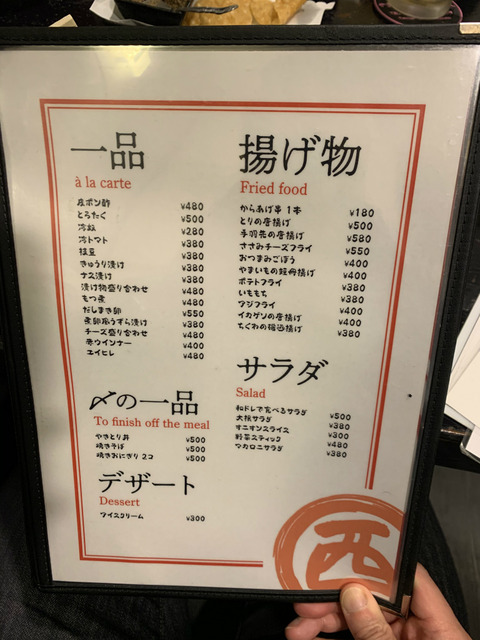 一品
à la carte
皮ポン酢 ¥480
とろたく ¥500
冷奴 ¥280
冷トマト ¥380
枝豆 ¥380
きゅうり漬け ¥380
ナス漬け ¥380
漬け物盛り合わせ ¥480
もつ煮 ¥480
だしまき卵 ¥550
煮卵風うずら漬け ¥380
チーズ盛り合わせ ¥480
赤ウインナー ¥400
エイヒレ ¥480
〆の一品
To finish off the meal
やきとり丼 ¥500
焼きそば ¥500
焼きおにぎり 2コ ¥500
デザート
Dessert
アイスクリーム ¥300
揚げ物
Fried food
からあげ串 1本 ¥180
とりの唐揚げ ¥500
手羽先の唐揚げ ¥580
ささみチーズフライ ¥550
おつまみごぼう ¥400
やまいもの短冊揚げ ¥400
ポテトフライ ¥380
いももち ¥380
アジフライ ¥400
イカゲソの唐揚げ ¥400
ちくわの磯辺揚げ ¥380
サラダ
Salad
和ドレで食べるサラダ ¥500
大根サラダ ¥380
オニオンスライス ¥300
野菜スティック ¥480
マカロニサラダ ¥380
西